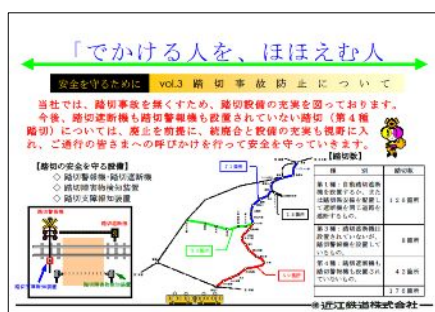 「でかける人を、ほほえむ人
安全を守るために vol.3 踏切事故防止について
当社では、踏切事故を無くすため、踏切設備の充実を図っております。
今後、踏切遮断機も踏切警報機も設置されていない踏切（第４種
踏切）については、廃止を前提に、統廃合と設備の充実も視野に入
れ、ご通行の皆さまへの呼びかけを行って安全を守っていきます。
【踏切の安全を守る設備】
◇ 踏切警報機・踏切遮断機
◇ 踏切障害物検知装置
◇ 踏切支障報知装置
【踏切数】
種 別 踏切数
第１種：自動踏切遮断機
を設置するか、また
は踏切保安係を配置し
て遮断機を閉じ道路を
遮断するもの。
第３種：踏切遮断機は
設置されていないが、
踏切警報機を設置して
いるもの。
８箇所
第４種：踏切遮断機も
踏切警報機も設置され
ていないもの。
４２箇所
近江鉄道株式会社